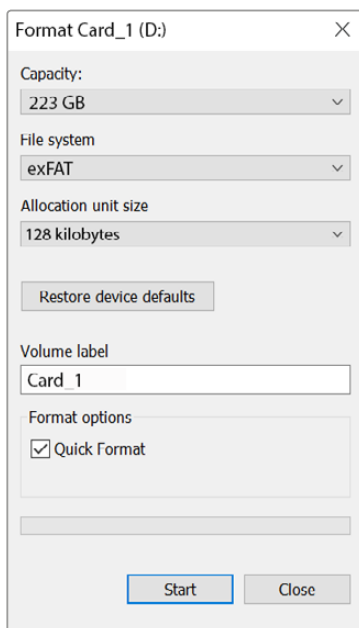 Format Card_1 (D:)
Capacity:
223 GB
File system
exFAT
Allocation unit size
128 kilobytes
Restore device defaults
Volume label
Card_1
Format options
Quick Format
Start Close